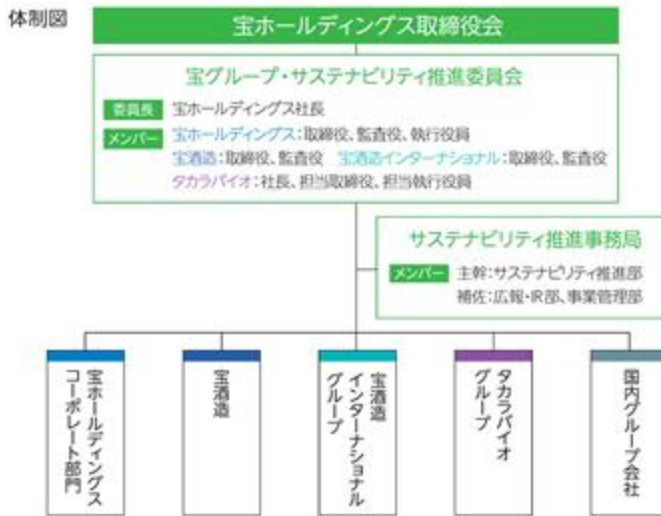 体制図
宝ホールディングス取締役会
宝グループ・サステナビリティ推進委員会
委員長 宝ホールディングス社長
メンバー 宝ホールディングス:取締役、監査役、執行役員
宝酒造:取締役、監査役 宝酒造インターナショナル:取締役、監査役
タカラバイオ:社長、担当取締役、担当執行役員
サステナビリティ推進事務局
メンバー 主幹:サステナビリティ推進部
補佐:広報・IR部、事業管理部
宝ホールディングス
コーポレート部門
宝酒造
宝酒造
インターナショナル
グループ
タカラバイオ
グループ
国内グループ会社